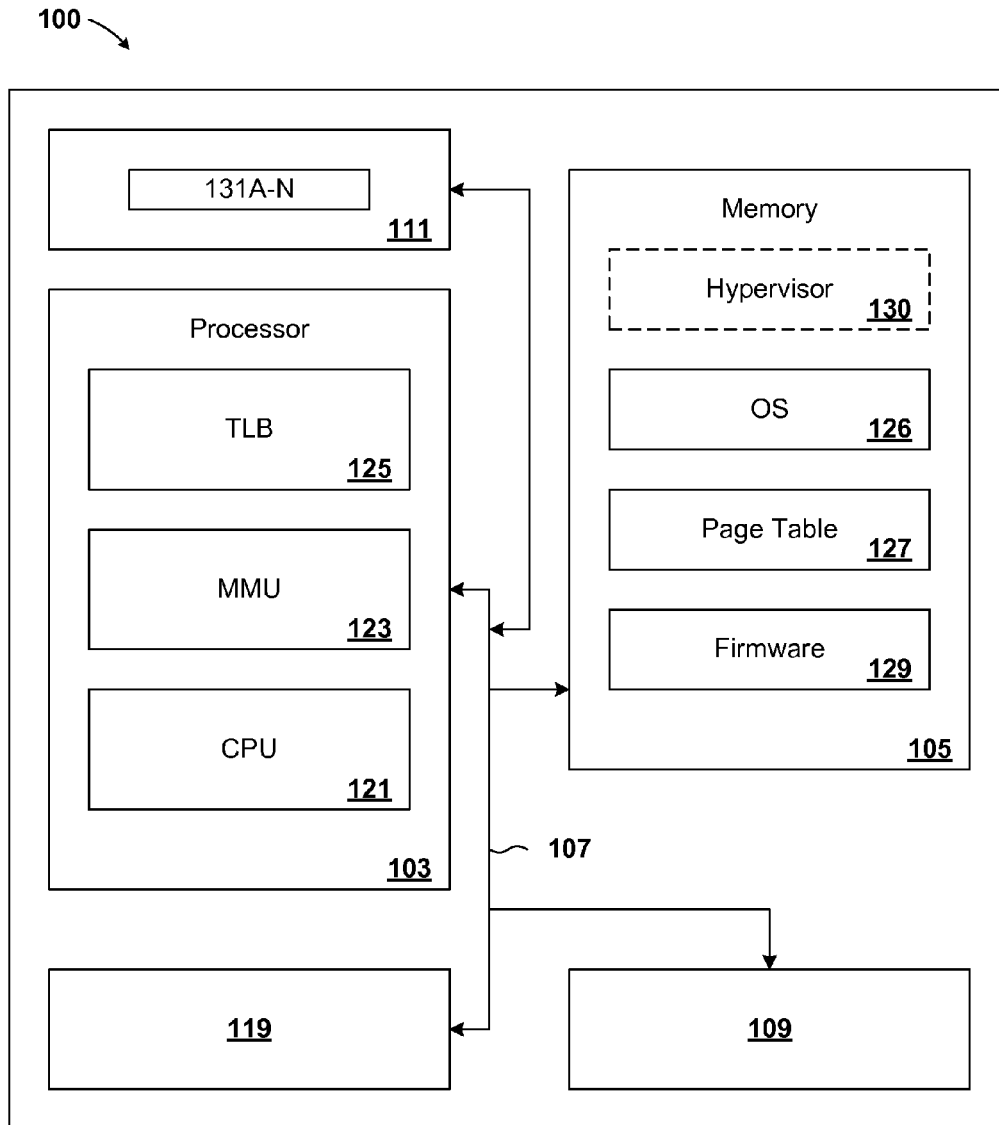 100
131A-N
111
Processor
TLB
125
MMU
123
CPU
121
103
Memory
Hypervisor
130
OS
126
Page Table
127
Firmware
129
105
107
119
109